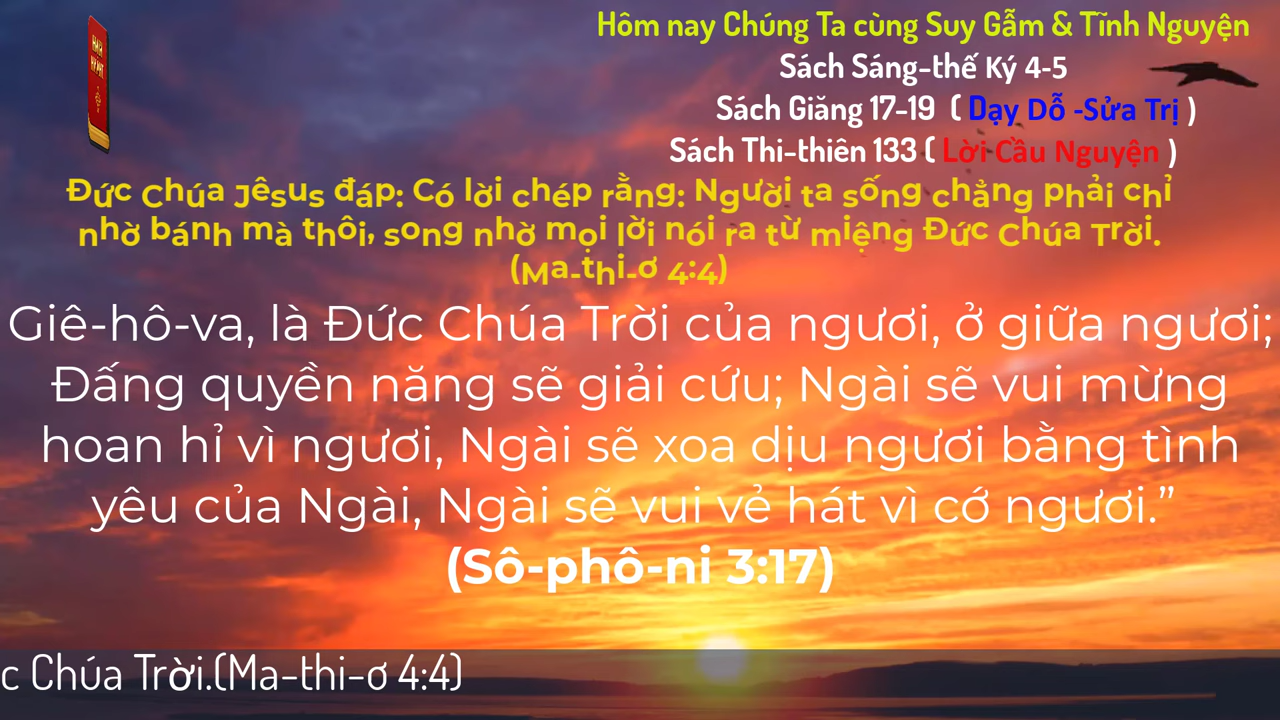 Hôm nay Chúng Ta cùng Suy Gẫm & Tĩnh Nguyện
Sách Sáng-thế Ký 4-5
Sách Giăng 17-19 ( Dạy Dỗ -Sửa Trị )
Sách Thi-thiên 133 ( Lời Cầu Nguyện )
Đức Chúa Jêsus đáp: Có lời chép rằng: Người ta sống chẳng phải chỉ
nhờ bánh mà thôi, song nhờ mọi lời nói ra từ miệng Đức Chúa Trời.
(Ma-thi-ơ 4:4)
Giê-hô-va, là Đức Chúa Trời của ngươi, ở giữa ngươi;
Đấng quyền năng sẽ giải cứu; Ngài sẽ vui mừng
hoan hỉ vì ngươi, Ngài sẽ xoa dịu ngươi bằng tình
yêu của Ngài, Ngài sẽ vui vẻ hát vì cớ ngươi.”
(Sô-phô-ni 3:17)
c Chúa Trời.(Ma-thi-ơ 4:4)